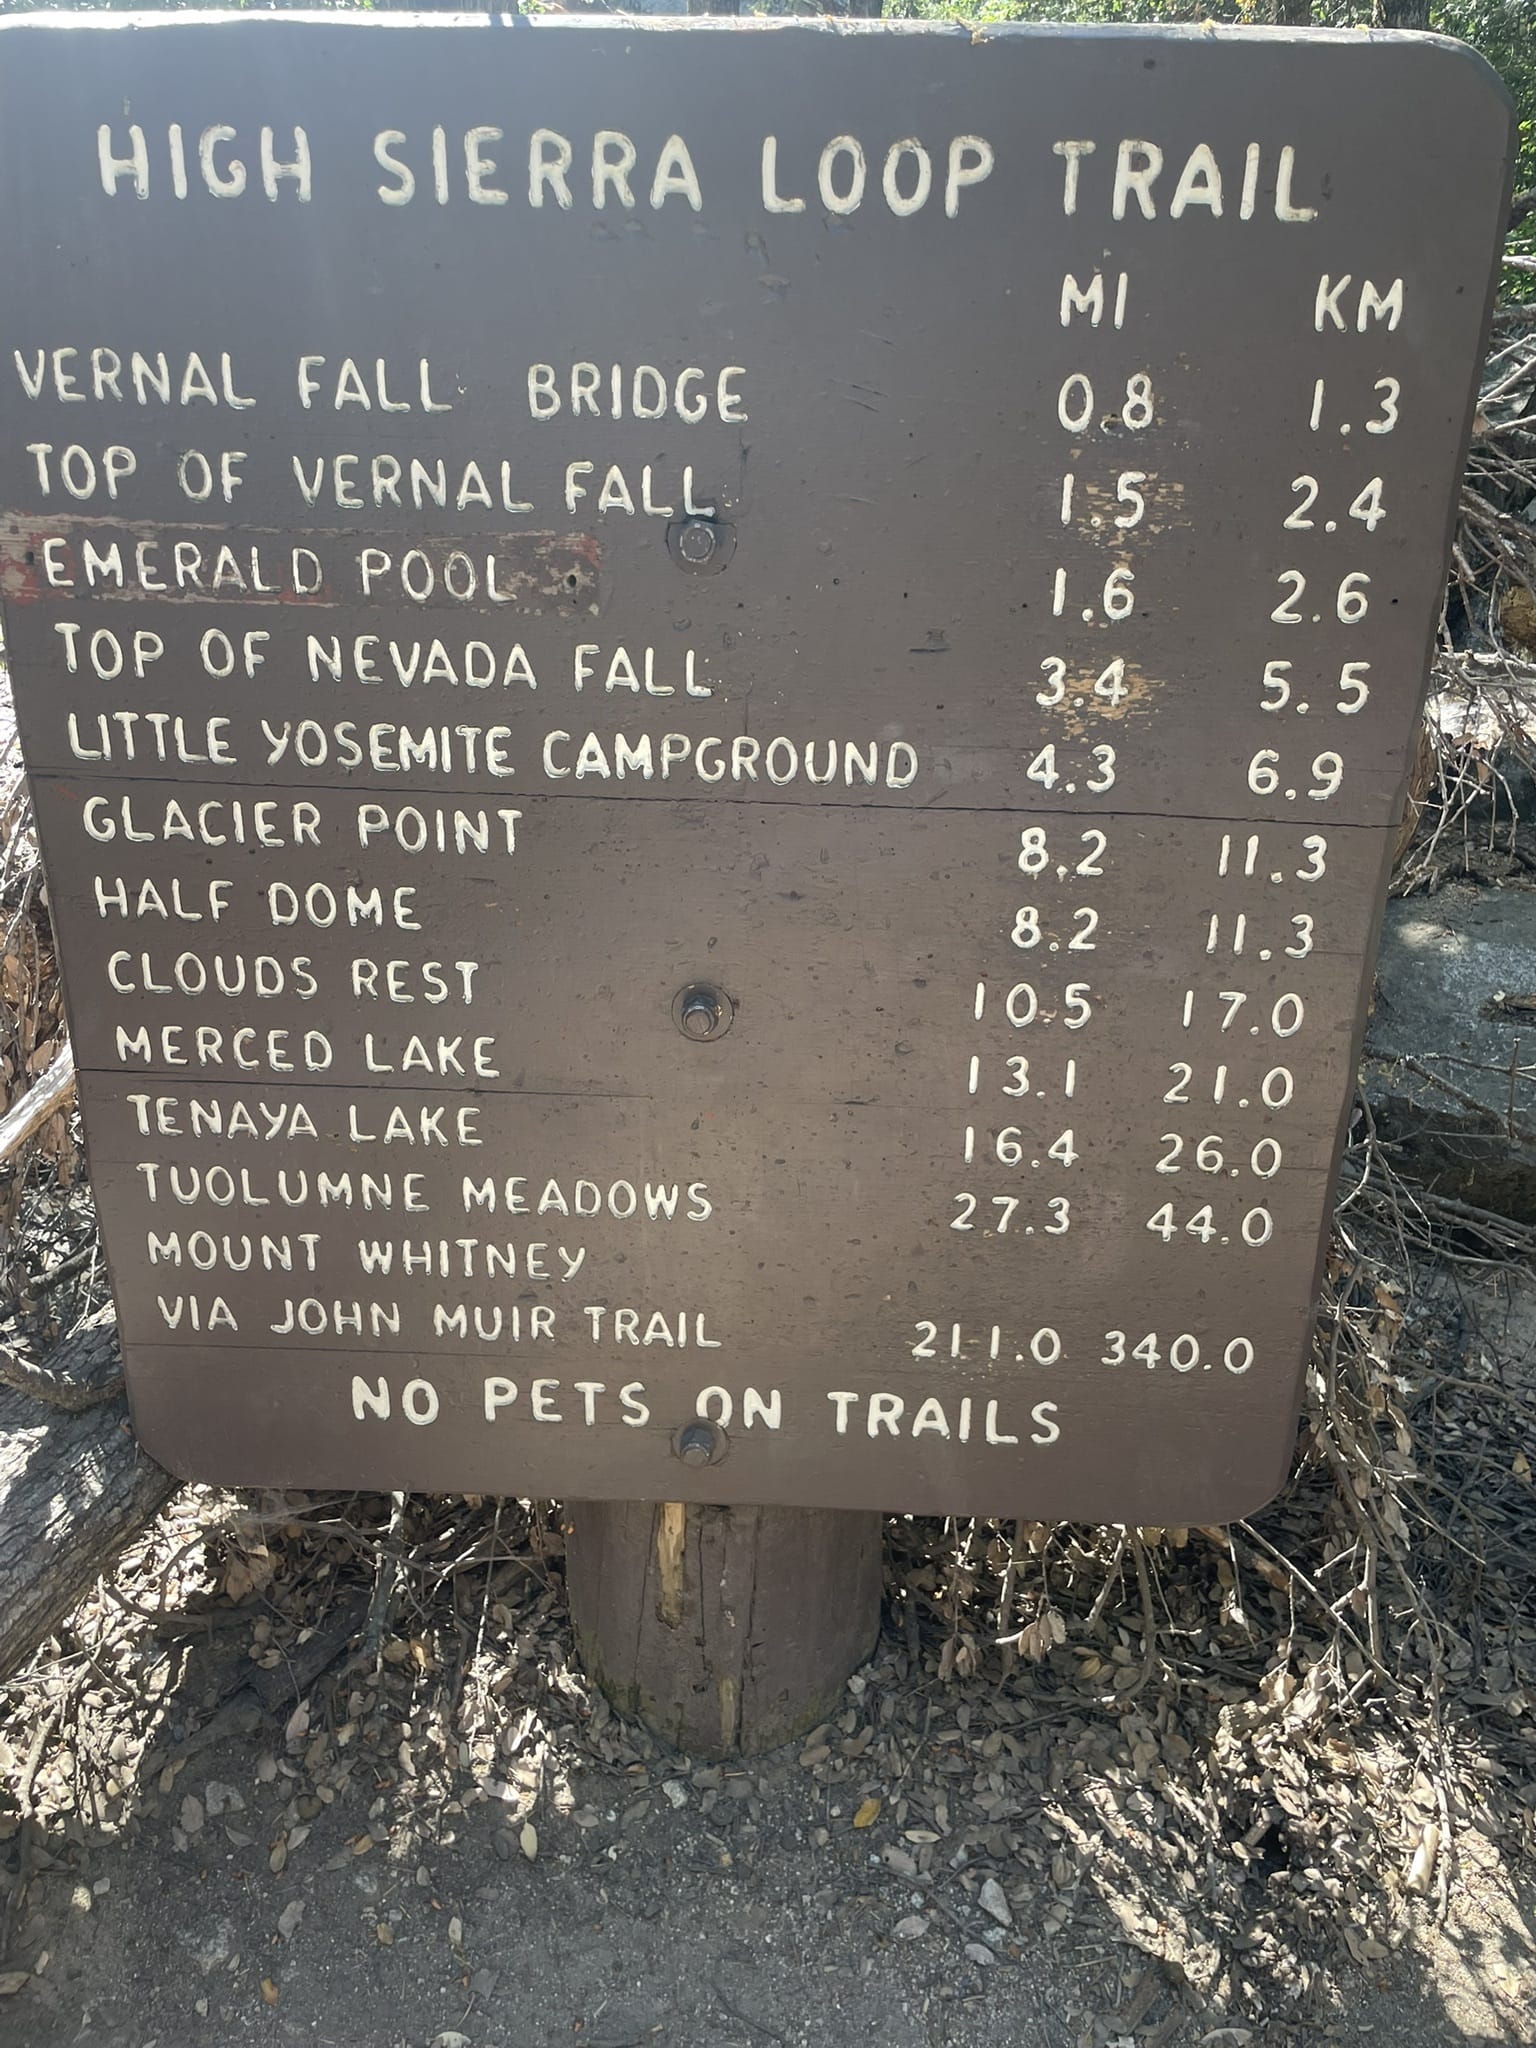 HIGH SIERRA LOOP TRAIL
MI KM
VERNAL FALL BRIDGE 0.8 1.3
TOP OF VERNAL FALL 1.5 2.4
EMERALD POOL 1.6 2.6
TOP OF NEVADA FALL 3.4 5.5
LITTLE YOSEMITE CAMPGROUND 4.3 6.9
GLACIER POINT 8.2 11.3
HALF DOME 8.2 11.3
CLOUDS REST 10.5 17.0
MERCED LAKE 13.1 21.0
TENAYA LAKE 16.4 26.0
TUOLUMNE MEADOWS 27.3 44.0
MOUNT WHITNEY
VIA JOHN MUIR TRAIL 211.0 340.0
NO PETS ON TRAILS